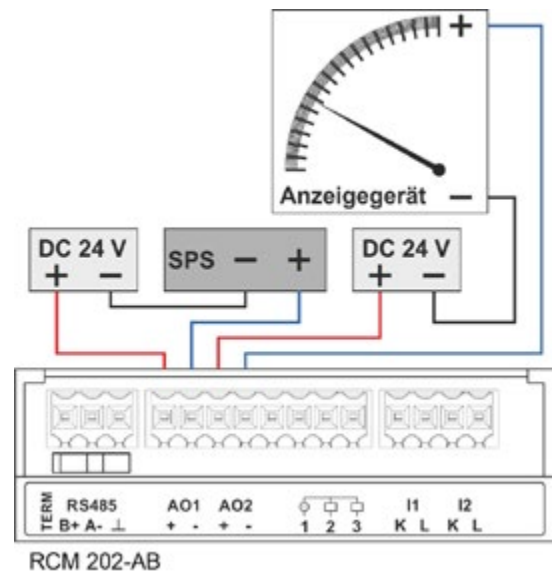 +
Anzeigegerät −
DC 24 V
+ −
SPS − +
DC 24 V
+ −
TERM
RS485 AO1 AO2 I1 I2
B+ A- ⊥ + - + - 1 2 3 K L K L
RCM 202-AB